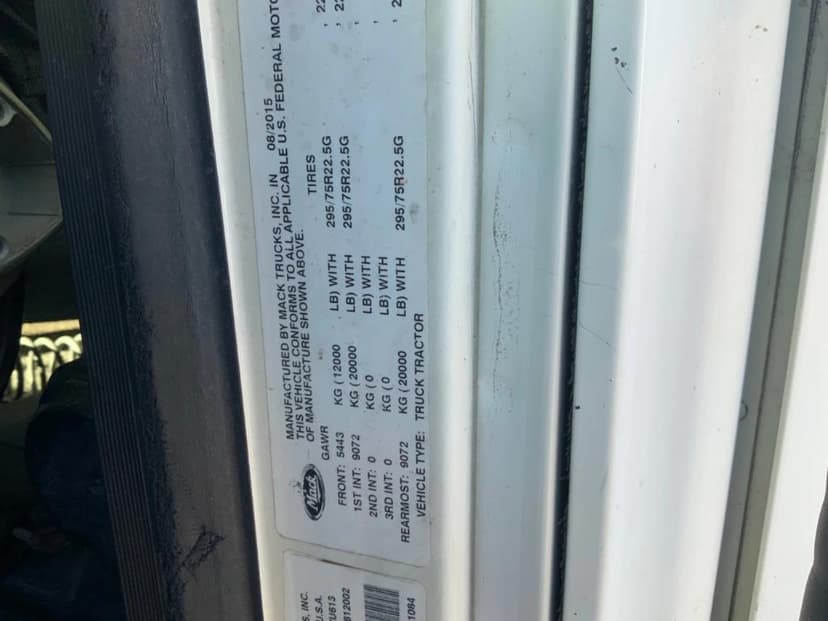 MANUFACTURED BY MACK TRUCKS, INC. IN 08/2015
THIS VEHICLE CONFORMS TO ALL APPLICABLE U.S. FEDERAL
OF MANUFACTURE SHOWN ABOVE.
GAWR TIRES
FRONT: 5443 KG ( 12000 LB) WITH 295/75R22.5G
1ST INT: 9072 KG ( 20000 LB) WITH 295/75R22.5G
2ND INT: 0 KG ( 0 LB) WITH ,
3RD INT: 0 KG ( 0 LB) WITH ,
REARMOST: 9072 KG ( 20000 LB) WITH 295/75R22.5G
VEHICLE TYPE: TRUCK TRACTOR
Mack
INC.
U.S.A.
1084